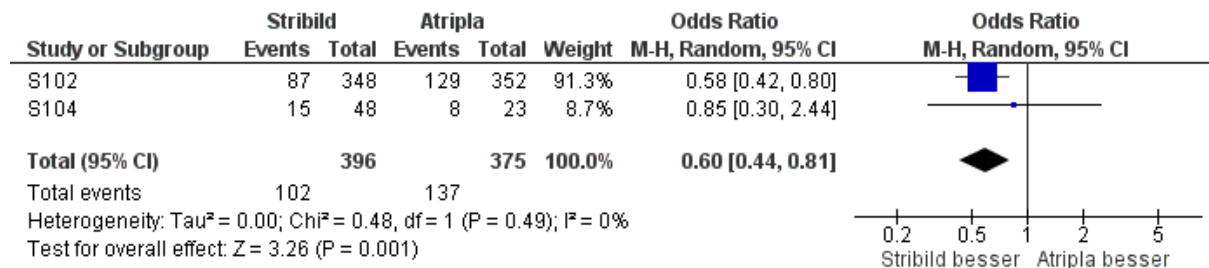 Stribild Atripla Odds Ratio Odds Ratio
Study or Subgroup Events Total Events Total Weight M-H, Random, 95% CI M-H, Random, 95% CI
S102 87 348 129 352 91.3% 0.58 [0.42, 0.80]
S104 15 48 8 23 8.7% 0.85 [0.30, 2.44]
Total (95% CI) 396 375 100.0% 0.60 [0.44, 0.81]
Total events 102 137
Heterogeneity: Tau² = 0.00; Chi² = 0.48, df = 1 (P = 0.49); I² = 0%
Test for overall effect: Z = 3.26 (P = 0.001)
0.2 0.5 1 2 5
Stribild besser Atripla besser